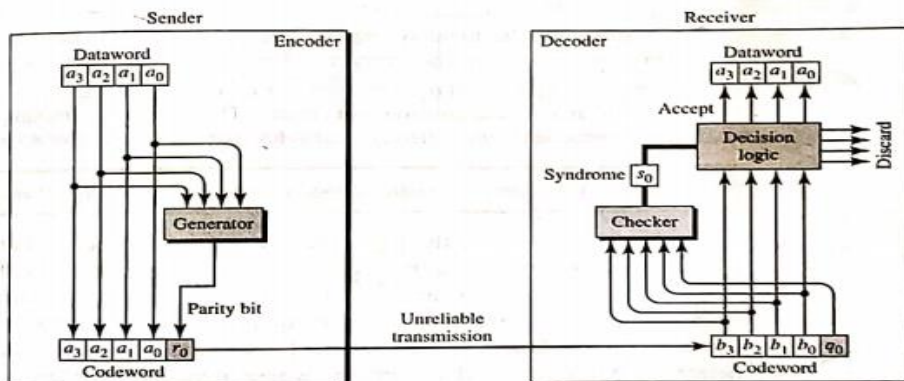 Sender
Receiver
Encoder
Decoder
Dataword
a3 a2 a1 a0
Generator
Parity bit
a3 a2 a1 a0 r0
Codeword
Unreliable
transmission
Dataword
a3 a2 a1 a0
Accept
Decision
logic
Discard
Syndrome s0
Checker
b3 b2 b1 b0 q0
Codeword